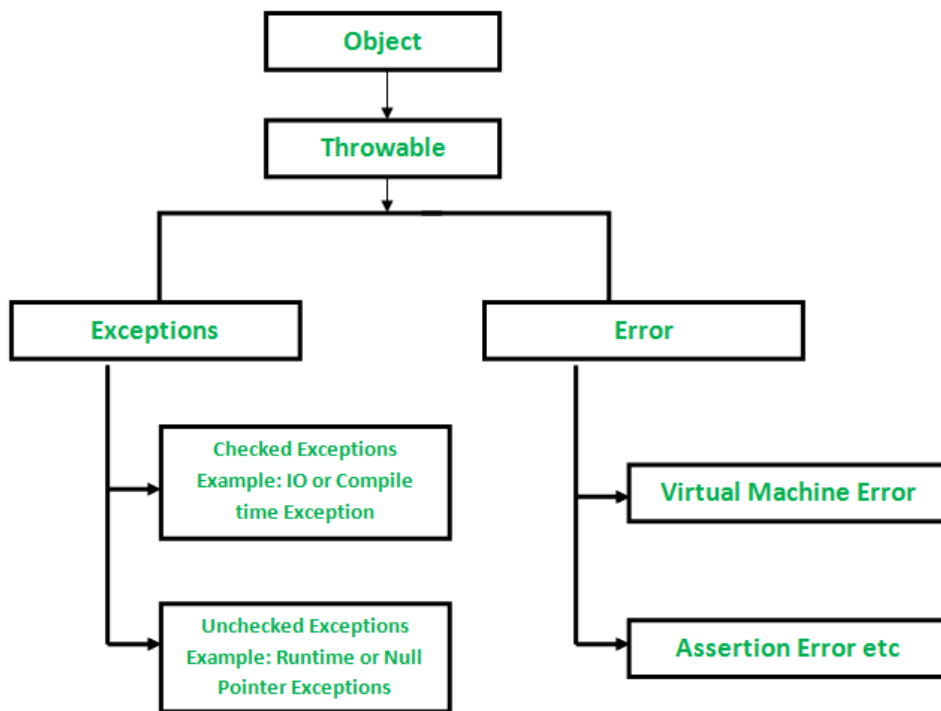 Object
Throwable
Exceptions
Error
Checked Exceptions
Example: IO or Compile
time Exception
Virtual Machine Error
Unchecked Exceptions
Example: Runtime or Null
Pointer Exceptions
Assertion Error etc